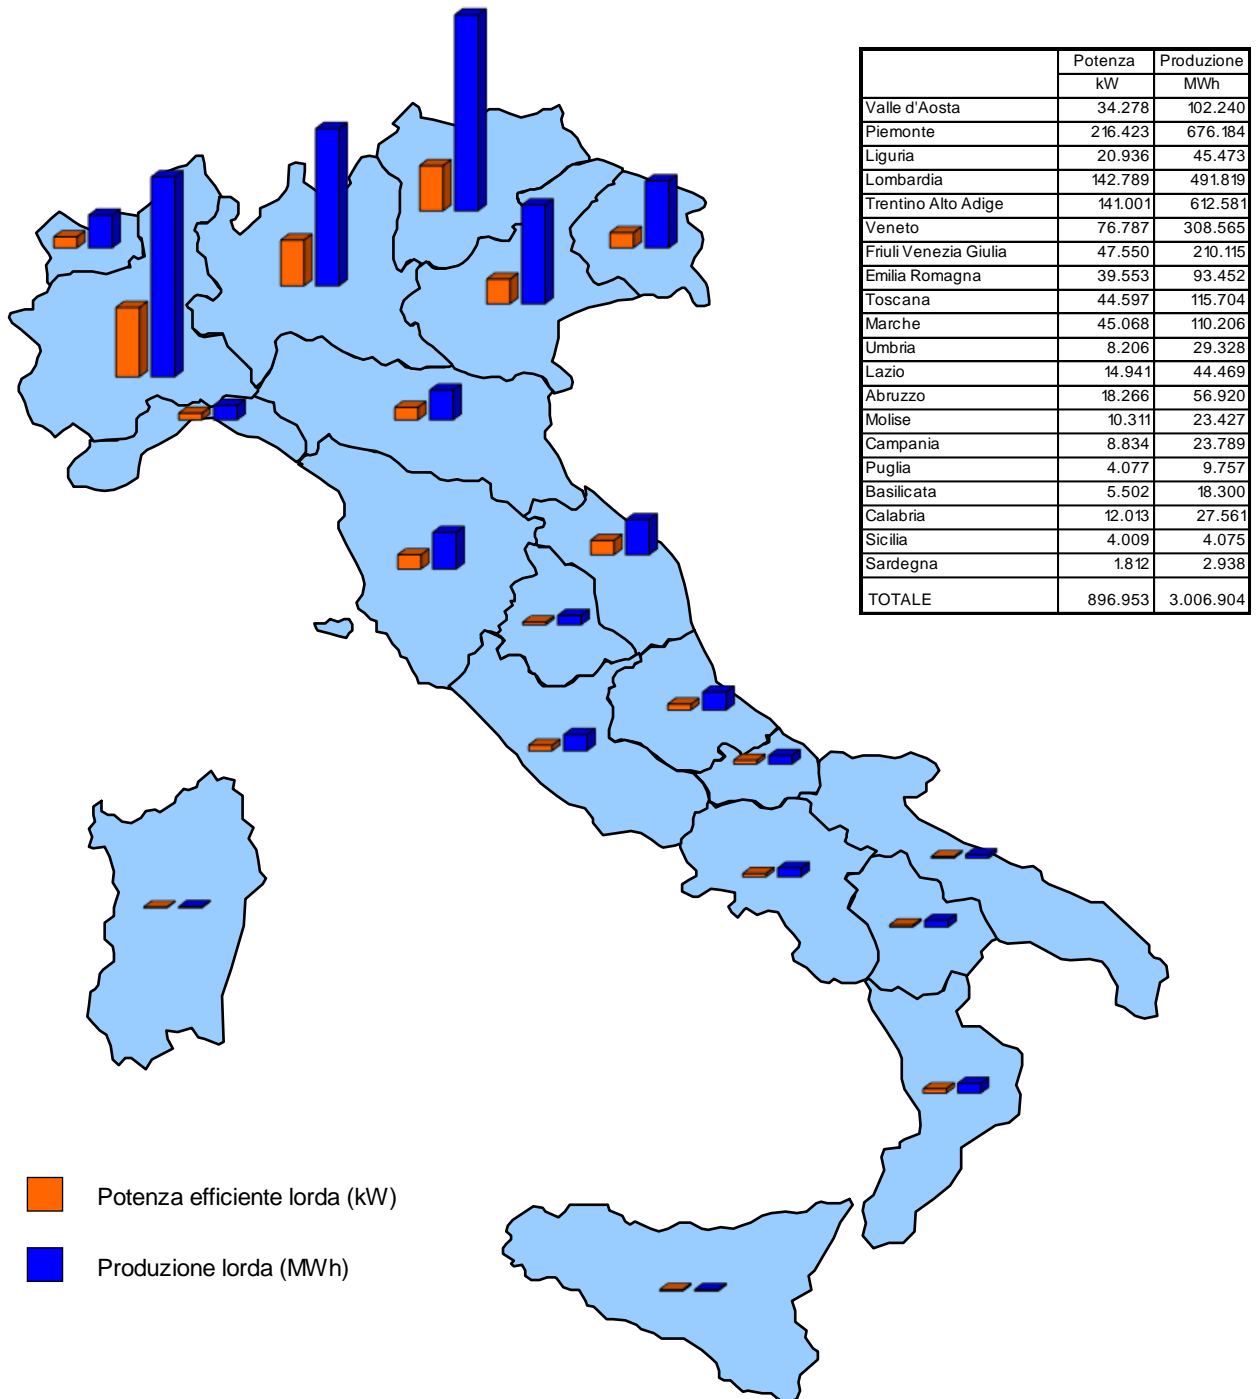 Potenza Produzione
kW MWh
Valle d'Aosta 34.278 102.240
Piemonte 216.423 676.184
Liguria 20.936 45.473
Lombardia 142.789 491.819
Trentino Alto Adige 141.001 612.581
Veneto 76.787 308.565
Friuli Venezia Giulia 47.550 210.115
Emilia Romagna 39.553 93.452
Toscana 44.597 115.704
Marche 45.068 110.206
Umbria 8.206 29.328
Lazio 14.941 44.469
Abruzzo 18.266 56.920
Molise 10.311 23.427
Campania 8.834 23.789
Puglia 4.077 9.757
Basilicata 5.502 18.300
Calabria 12.013 27.561
Sicilia 4.009 4.075
Sardegna 1.812 2.938
TOTALE 896.953 3.006.904
Potenza efficiente lorda (kW)
Produzione lorda (MWh)